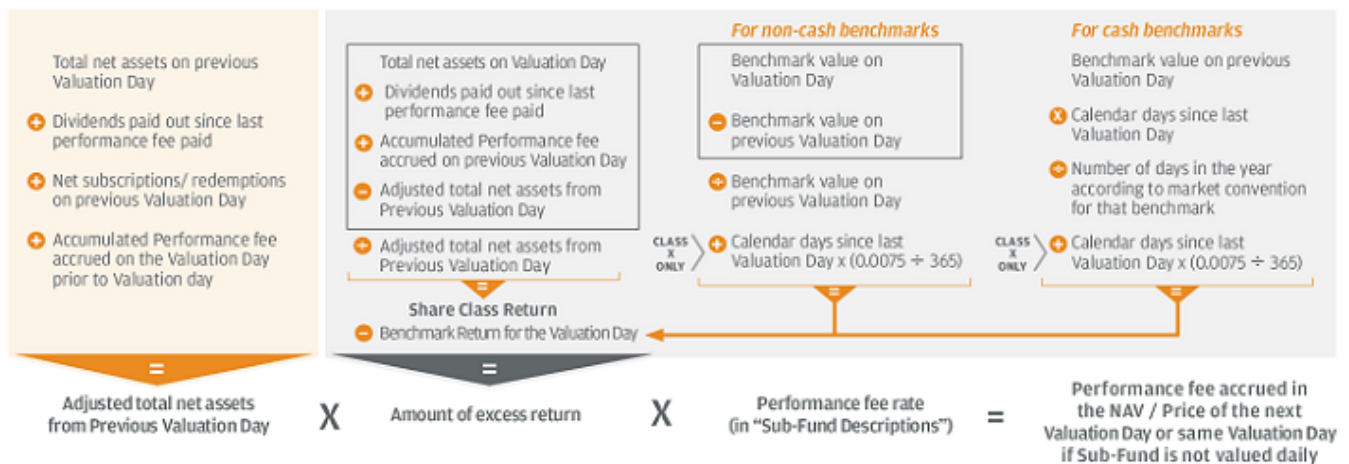 Total net assets on previous
Valuation Day
+ Dividends paid out since last
performance fee paid
+ Net subscriptions/ redemptions
on previous Valuation Day
+ Accumulated Performance fee
accrued on the Valuation Day
prior to Valuation day
=
Adjusted total net assets
from Previous Valuation Day
X
Total net assets on Valuation Day
+ Dividends paid out since last
performance fee paid
+ Accumulated Performance fee
accrued on previous Valuation Day
− Adjusted total net assets from
Previous Valuation Day
÷ Adjusted total net assets from
Previous Valuation Day
=
Share Class Return
− Benchmark Return for the Valuation Day
=
Amount of excess return
For non-cash benchmarks
Benchmark value on
Valuation Day
− Benchmark value on
previous Valuation Day
÷ Benchmark value on
previous Valuation Day
CLASS
X
ONLY
+ Calendar days since last
Valuation Day x (0.0075 ÷ 365)
=
For cash benchmarks
Benchmark value on previous
Valuation Day
x Calendar days since last
Valuation Day
÷ Number of days in the year
according to market convention
for that benchmark
CLASS
X
ONLY
+ Calendar days since last
Valuation Day x (0.0075 ÷ 365)
=
X
Performance fee rate
(in “Sub-Fund Descriptions”)
=
Performance fee accrued in
the NAV / Price of the next
Valuation Day or same Valuation Day
if Sub-Fund is not valued daily